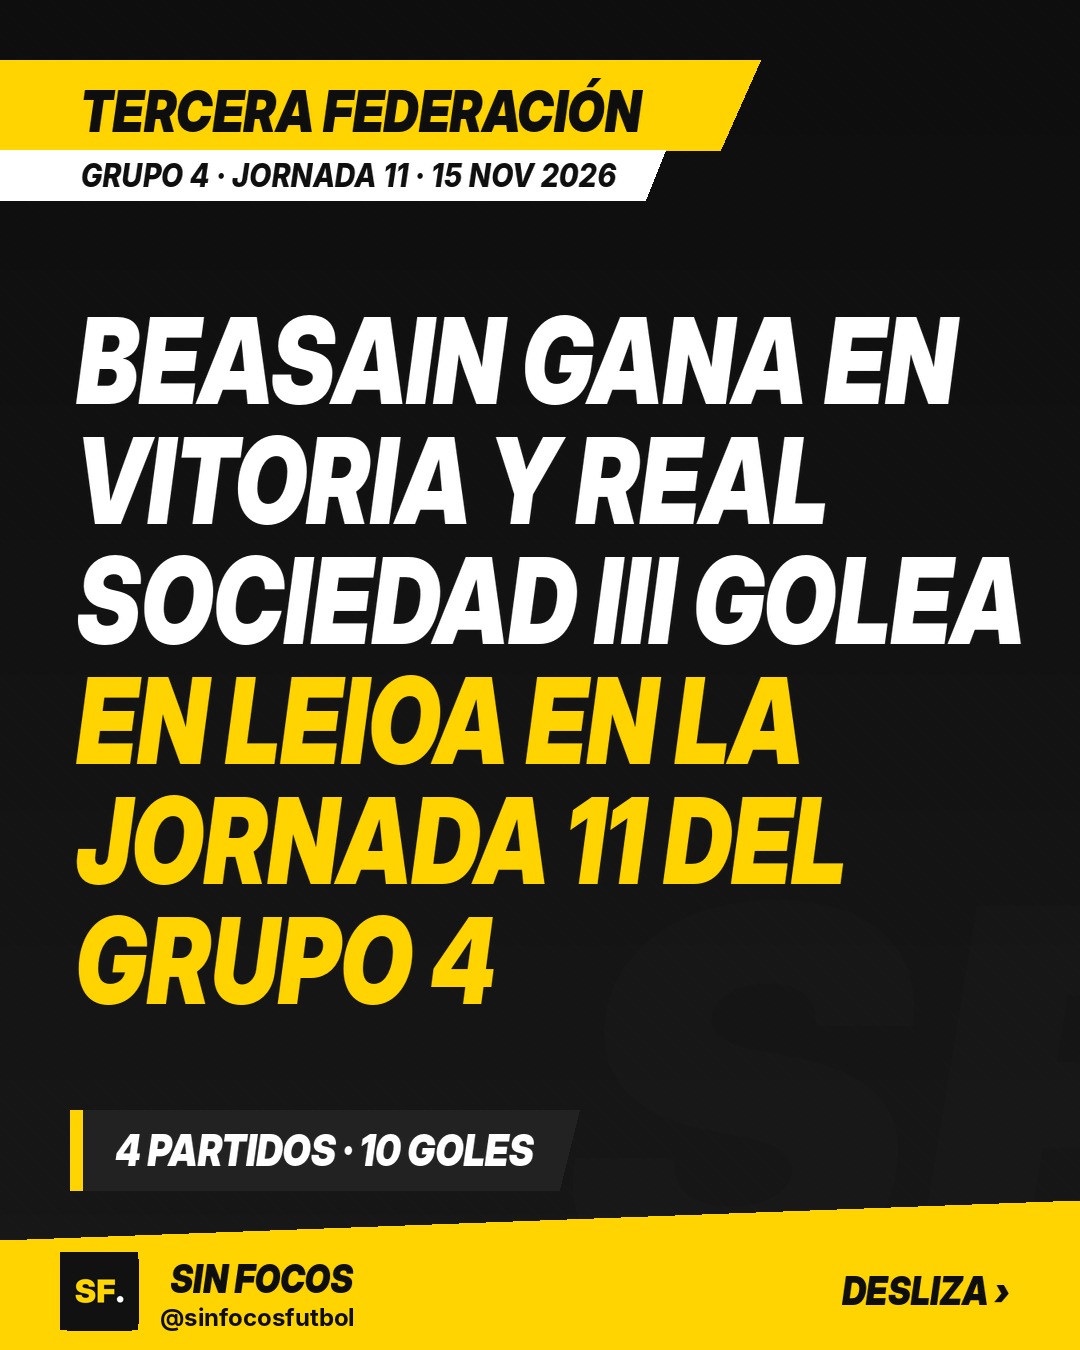 TERCERA FEDERACIÓN
GRUPO 4 · JORNADA 11 · 15 NOV 2026
BEASAIN GANA EN
VITORIA Y REAL
SOCIEDAD III GOLEA
EN LEIOA EN LA
JORNADA 11 DEL
GRUPO 4
4 PARTIDOS · 10 GOLES
SF.
SIN FOCOS
@sinfocosfutbol
DESLIZA ›